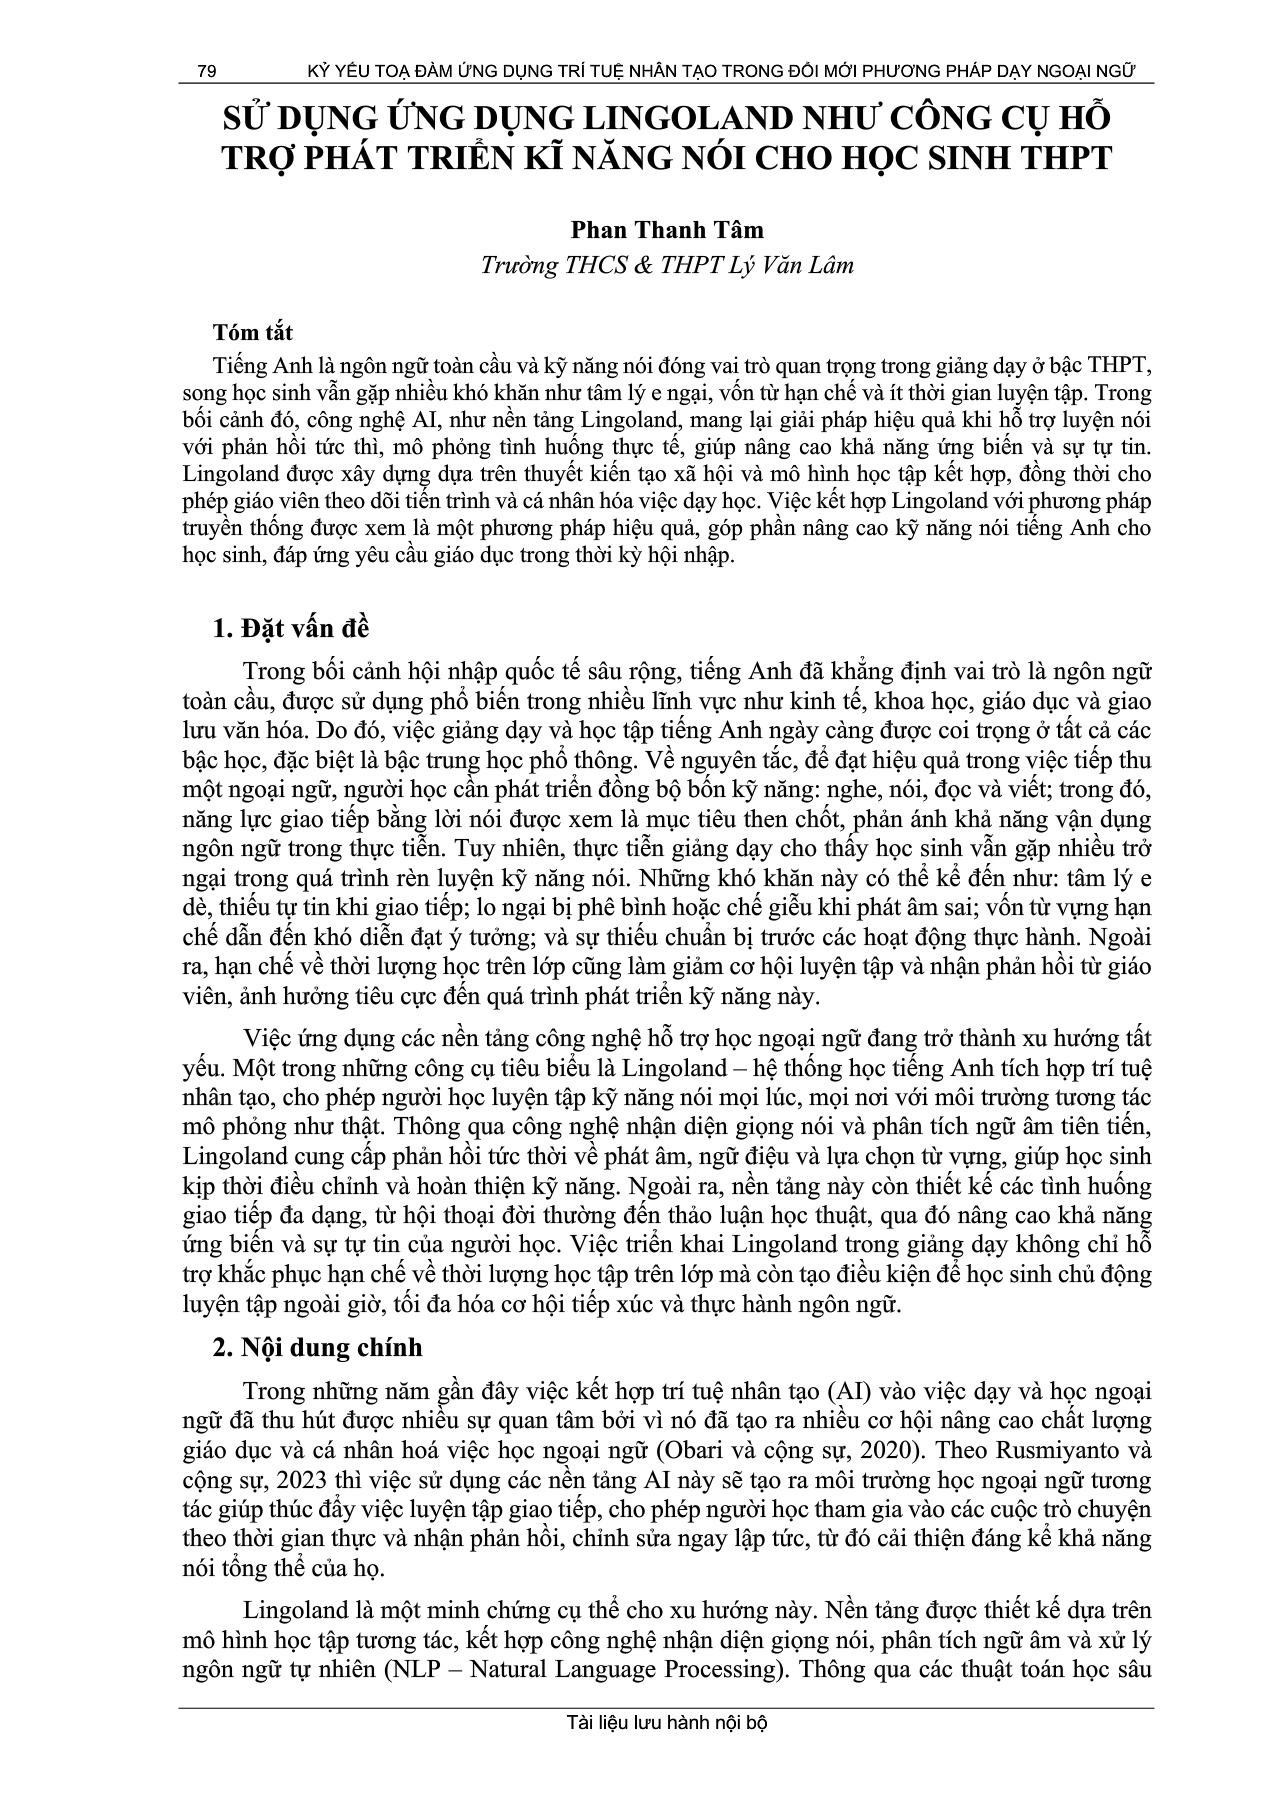 79 KỶ YẾU TOẠ ĐÀM ỨNG DỤNG TRÍ TUỆ NHÂN TẠO TRONG ĐỔI MỚI PHƯƠNG PHÁP DẠY NGOẠI NGỮ
SỬ DỤNG ỨNG DỤNG LINGOLAND NHƯ CÔNG CỤ HỖ
TRỢ PHÁT TRIỂN KĨ NĂNG NÓI CHO HỌC SINH THPT
Phan Thanh Tâm
Trường THCS & THPT Lý Văn Lâm
Tóm tắt
Tiếng Anh là ngôn ngữ toàn cầu và kỹ năng nói đóng vai trò quan trọng trong giảng dạy ở bậc THPT,
song học sinh vẫn gặp nhiều khó khăn như tâm lý e ngại, vốn từ hạn chế và ít thời gian luyện tập. Trong
bối cảnh đó, công nghệ AI, như nền tảng Lingoland, mang lại giải pháp hiệu quả khi hỗ trợ luyện nói
với phản hồi tức thì, mô phỏng tình huống thực tế, giúp nâng cao khả năng ứng biến và sự tự tin.
Lingoland được xây dựng dựa trên thuyết kiến tạo xã hội và mô hình học tập kết hợp, đồng thời cho
phép giáo viên theo dõi tiến trình và cá nhân hóa việc dạy học. Việc kết hợp Lingoland với phương pháp
truyền thống được xem là một phương pháp hiệu quả, góp phần nâng cao kỹ năng nói tiếng Anh cho
học sinh, đáp ứng yêu cầu giáo dục trong thời kỳ hội nhập.
1. Đặt vấn đề
Trong bối cảnh hội nhập quốc tế sâu rộng, tiếng Anh đã khẳng định vai trò là ngôn ngữ
toàn cầu, được sử dụng phổ biến trong nhiều lĩnh vực như kinh tế, khoa học, giáo dục và giao
lưu văn hóa. Do đó, việc giảng dạy và học tập tiếng Anh ngày càng được coi trọng ở tất cả các
bậc học, đặc biệt là bậc trung học phổ thông. Về nguyên tắc, để đạt hiệu quả trong việc tiếp thu
một ngoại ngữ, người học cần phát triển đồng bộ bốn kỹ năng: nghe, nói, đọc và viết; trong đó,
năng lực giao tiếp bằng lời nói được xem là mục tiêu then chốt, phản ánh khả năng vận dụng
ngôn ngữ trong thực tiễn. Tuy nhiên, thực tiễn giảng dạy cho thấy học sinh vẫn gặp nhiều trở
ngại trong quá trình rèn luyện kỹ năng nói. Những khó khăn này có thể kể đến như: tâm lý e
dè, thiếu tự tin khi giao tiếp; lo ngại bị phê bình hoặc chế giễu khi phát âm sai; vốn từ vựng hạn
chế dẫn đến khó diễn đạt ý tưởng; và sự thiếu chuẩn bị trước các hoạt động thực hành. Ngoài
ra, hạn chế về thời lượng học trên lớp cũng làm giảm cơ hội luyện tập và nhận phản hồi từ giáo
viên, ảnh hưởng tiêu cực đến quá trình phát triển kỹ năng này.
Việc ứng dụng các nền tảng công nghệ hỗ trợ học ngoại ngữ đang trở thành xu hướng tất
yếu. Một trong những công cụ tiêu biểu là Lingoland – hệ thống học tiếng Anh tích hợp trí tuệ
nhân tạo, cho phép người học luyện tập kỹ năng nói mọi lúc, mọi nơi với môi trường tương tác
mô phỏng như thật. Thông qua công nghệ nhận diện giọng nói và phân tích ngữ âm tiên tiến,
Lingoland cung cấp phản hồi tức thời về phát âm, ngữ điệu và lựa chọn từ vựng, giúp học sinh
kịp thời điều chỉnh và hoàn thiện kỹ năng. Ngoài ra, nền tảng này còn thiết kế các tình huống
giao tiếp đa dạng, từ hội thoại đời thường đến thảo luận học thuật, qua đó nâng cao khả năng
ứng biến và sự tự tin của người học. Việc triển khai Lingoland trong giảng dạy không chỉ hỗ
trợ khắc phục hạn chế về thời lượng học tập trên lớp mà còn tạo điều kiện để học sinh chủ động
luyện tập ngoài giờ, tối đa hóa cơ hội tiếp xúc và thực hành ngôn ngữ.
2. Nội dung chính
Trong những năm gần đây việc kết hợp trí tuệ nhân tạo (AI) vào việc dạy và học ngoại
ngữ đã thu hút được nhiều sự quan tâm bởi vì nó đã tạo ra nhiều cơ hội nâng cao chất lượng
giáo dục và cá nhân hoá việc học ngoại ngữ (Obari và cộng sự, 2020). Theo Rusmiyanto và
cộng sự, 2023 thì việc sử dụng các nền tảng AI này sẽ tạo ra môi trường học ngoại ngữ tương
tác giúp thúc đẩy việc luyện tập giao tiếp, cho phép người học tham gia vào các cuộc trò chuyện
theo thời gian thực và nhận phản hồi, chỉnh sửa ngay lập tức, từ đó cải thiện đáng kể khả năng
nói tổng thể của họ.
Lingoland là một minh chứng cụ thể cho xu hướng này. Nền tảng được thiết kế dựa trên
mô hình học tập tương tác, kết hợp công nghệ nhận diện giọng nói, phân tích ngữ âm và xử lý
ngôn ngữ tự nhiên (NLP – Natural Language Processing). Thông qua các thuật toán học sâu
Tài liệu lưu hành nội bộ